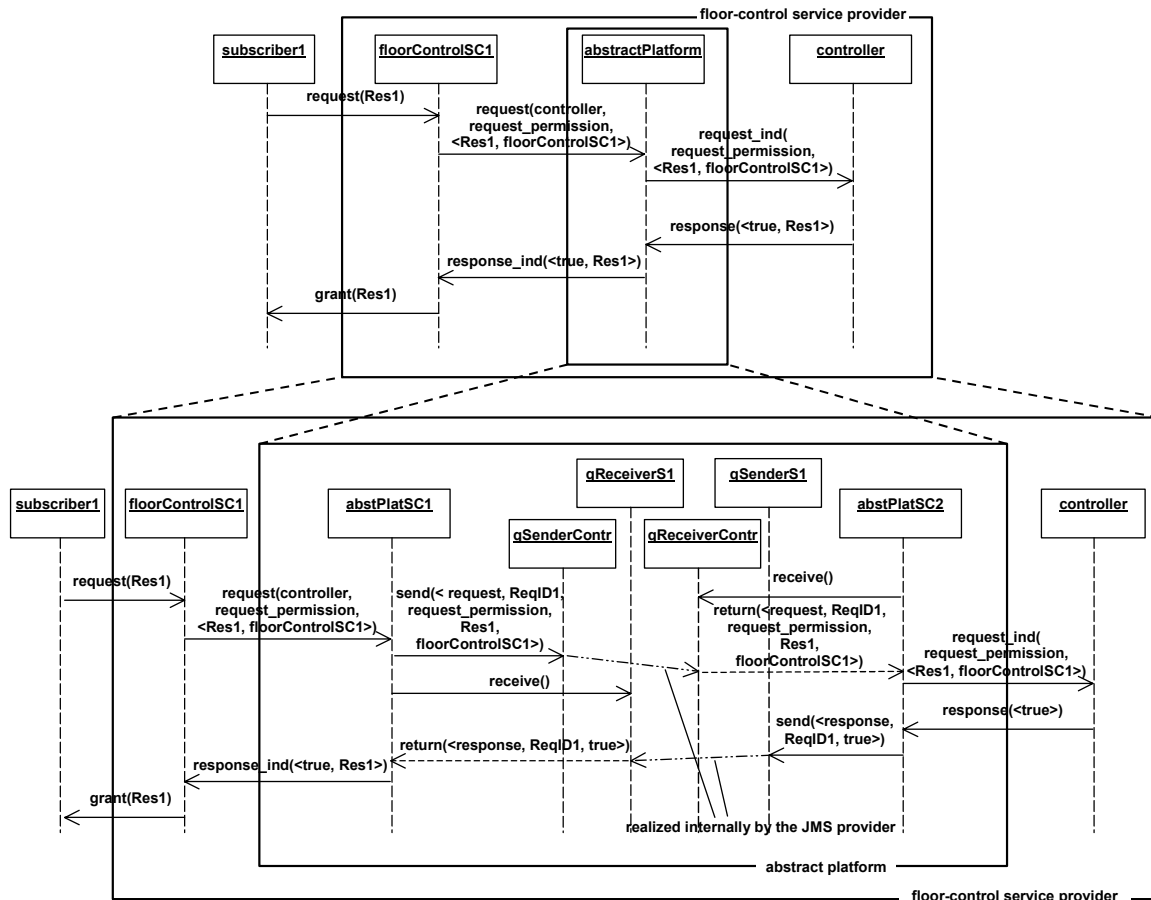 floor-control service provider
subscriber1
floorControlSC1
abstractPlatform
controller
request(Res1)
request(controller,
request_permission,
<Res1, floorControlSC1>)
request_ind(
request_permission,
<Res1, floorControlSC1>)
response(<true, Res1>)
response_ind(<true, Res1>)
grant(Res1)
qReceiverS1
qSenderS1
subscriber1
floorControlSC1
abstPlatSC1
abstPlatSC2
controller
qSenderContr
qReceiverContr
request(Res1)
request(controller,
request_permission,
<Res1, floorControlSC1>)
send(< request, ReqID1,
request_permission,
Res1,
floorControlSC1>)
receive()
return(<request, ReqID1,
request_permission,
Res1,
floorControlSC1>)
request_ind(
request_permission,
<Res1, floorControlSC1>)
receive()
response(<true>)
send(<response,
ReqID1, true>)
return(<response, ReqID1, true>)
response_ind(<true, Res1>)
grant(Res1)
realized internally by the JMS provider
abstract platform
floor-control service provider